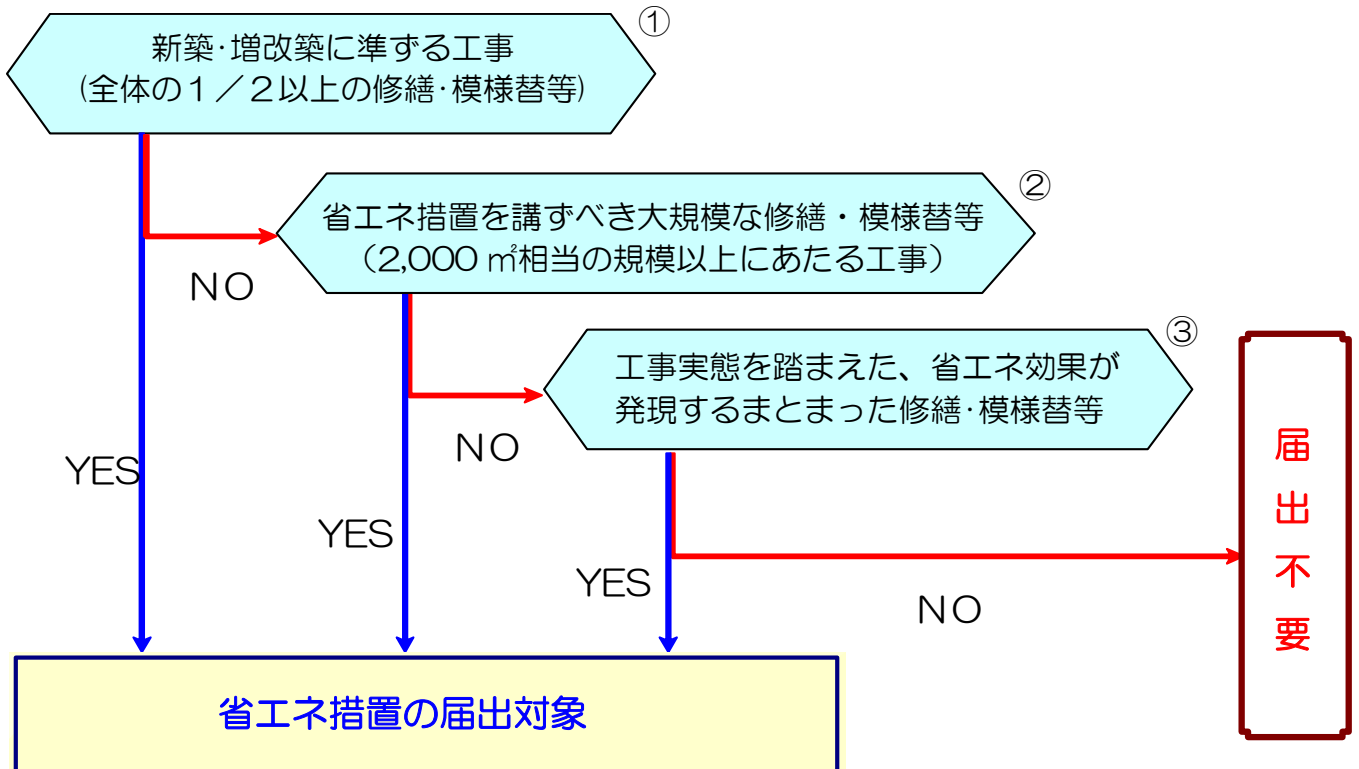 ①
新築･増改築に準ずる工事
(全体の１／２以上の修繕･模様替等)
②
省エネ措置を講ずべき大規模な修繕・模様替等
（2,000 ㎡相当の規模以上にあたる工事）
NO
③
工事実態を踏まえた、省エネ効果が
発現するまとまった修繕･模様替等
NO
YES
YES
YES
NO
届出不要
省エネ措置の届出対象